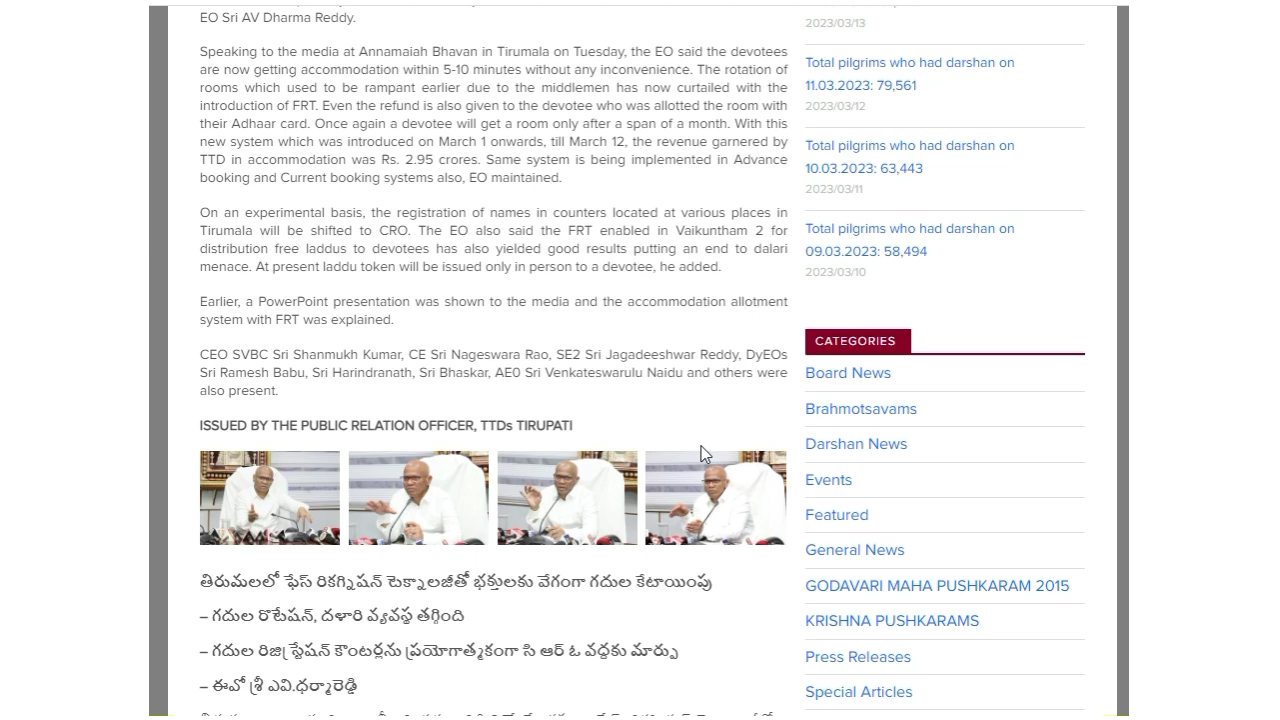 EO Sri AV Dharma Reddy.
Speaking to the media at Annamaiah Bhavan in Tirumala on Tuesday, the EO said the devotees
are now getting accommodation within 5-10 minutes without any inconvenience. The rotation of
rooms which used to be rampant earlier due to the middlemen has now curtailed with the
introduction of FRT. Even the refund is also given to the devotee who was allotted the room with
their Adhaar card. Once again a devotee will get a room only after a span of a month. With this
new system which was introduced on March 1 onwards, till March 12, the revenue garnered by
TTD in accommodation was Rs. 2.95 crores. Same system is being implemented in Advance
booking and Current booking systems also, EO maintained.
On an experimental basis, the registration of names in counters located at various places in
Tirumala will be shifted to CRO. The EO also said the FRT enabled in Vaikuntham 2 for
distribution free laddus to devotees has also yielded good results putting an end to dalari
menace. At present laddu token will be issued only in person to a devotee, he added.
Earlier, a PowerPoint presentation was shown to the media and the accommodation allotment
system with FRT was explained.
CEO SVBC Sri Shanmukh Kumar, CE Sri Nageswara Rao, SE2 Sri Jagadeeshwar Reddy, DyEOs
Sri Ramesh Babu, Sri Harindranath, Sri Bhaskar, AE0 Sri Venkateswarulu Naidu and others were
also present.
ISSUED BY THE PUBLIC RELATION OFFICER, TTDs TIRUPATI
తిరుమలలో ఫేస్ రికగ్నిషన్ టెక్నాలజీతో భక్తులకు వేగంగా గదుల కేటాయింపు
– గదుల రొటేషన్, దళారి వ్యవస్థ తగ్గింది
– గదుల రిజిస్ట్రేషన్ కౌంటర్లను ప్రయోగాత్మకంగా సి ఆర్ ఓ వద్దకు మార్పు
– ఈవో శ్రీ ఎవి.ధర్మారెడ్డి
2023/03/13
Total pilgrims who had darshan on
11.03.2023: 79,561
2023/03/12
Total pilgrims who had darshan on
10.03.2023: 63,443
2023/03/11
Total pilgrims who had darshan on
09.03.2023: 58,494
2023/03/10
CATEGORIES
Board News
Brahmotsavams
Darshan News
Events
Featured
General News
GODAVARI MAHA PUSHKARAM 2015
KRISHNA PUSHKARAMS
Press Releases
Special Articles